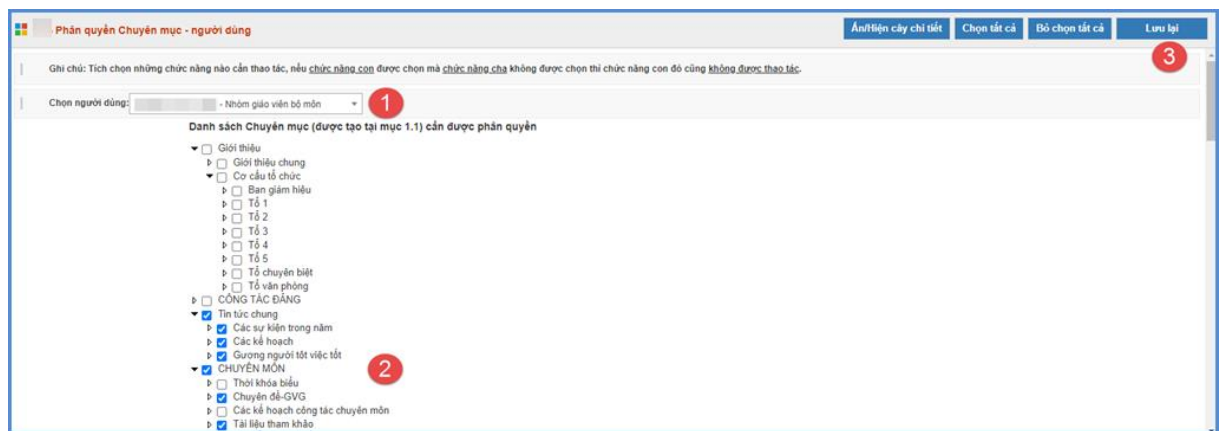 Phân quyền Chuyên mục - người dùng
Ẩn/Hiện cây chi tiết Chọn tất cả Bỏ chọn tất cả Lưu lại
3
Ghi chú: Tích chọn những chức năng nào cần thao tác, nếu chức năng con được chọn mà chức năng cha không được chọn thì chức năng con đó cũng không được thao tác.
Chọn người dùng: - Nhóm giáo viên bộ môn 1
Danh sách Chuyên mục (được tạo tại mục 1.1) cần được phân quyền
Giới thiệu
Giới thiệu chung
Cơ cấu tổ chức
Ban giám hiệu
Tổ 1
Tổ 2
Tổ 3
Tổ 4
Tổ 5
Tổ chuyên biệt
Tổ văn phòng
CÔNG TÁC ĐẢNG
Tin tức chung
Các sự kiện trong năm
Các kế hoạch
Gương người tốt việc tốt
2
CHUYÊN MÔN
Thời khóa biểu
Chuyên đề-GVG
Các kế hoạch công tác chuyên môn
Tài liệu tham khảo